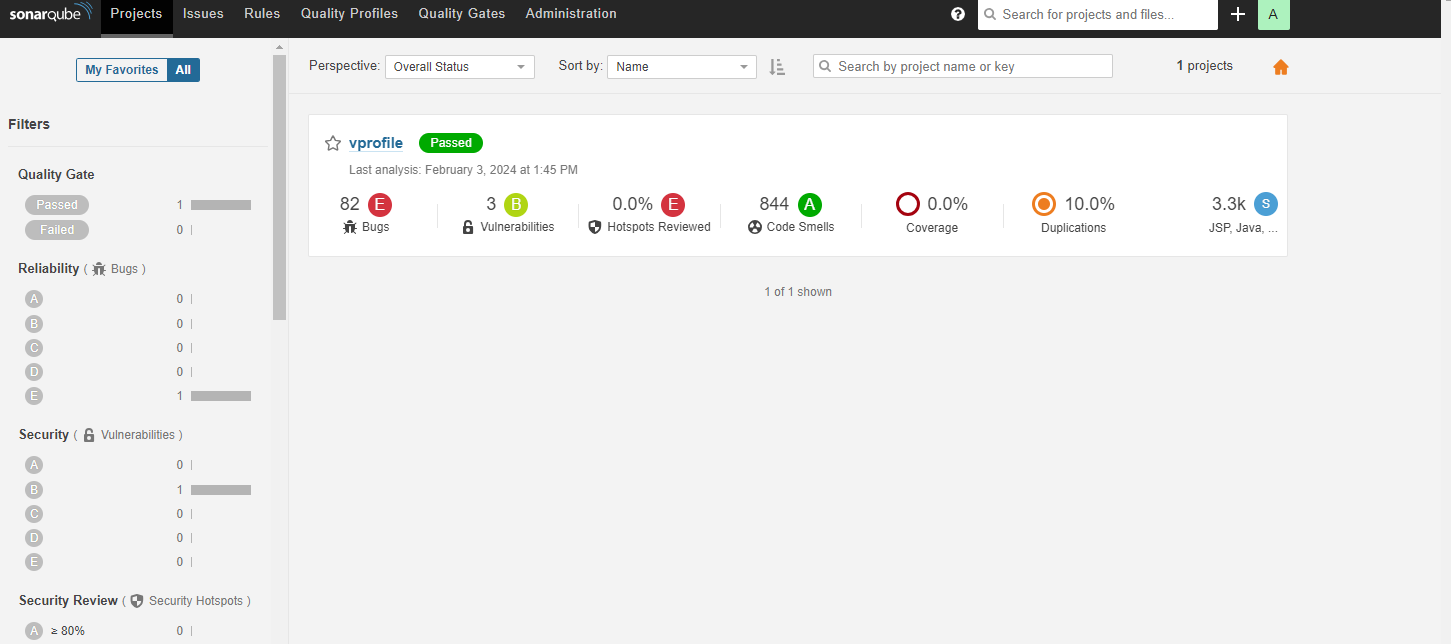 sonarqube Projects Issues Rules Quality Profiles Quality Gates Administration ? Search for projects and files... + A
My Favorites All
Perspective: Overall Status Sort by: Name Search by project name or key 1 projects
Filters
Quality Gate
Passed 1
Failed 0
Reliability ( Bugs )
A 0
B 0
C 0
D 0
E 1
Security ( Vulnerabilities )
A 0
B 1
C 0
D 0
E 0
Security Review ( Security Hotspots )
A ≥ 80% 0
vprofile Passed
Last analysis: February 3, 2024 at 1:45 PM
82 E 3 B 0.0% E 844 A 0.0% 10.0% 3.3k S
Bugs Vulnerabilities Hotspots Reviewed Code Smells Coverage Duplications JSP, Java, ...
1 of 1 shown